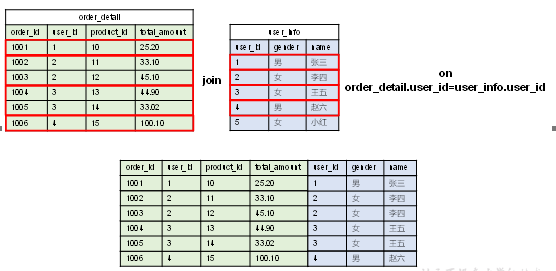 order_detail
order_id user_id product_id total_amount
1001 1 10 25.20
1002 2 11 33.10
1003 2 12 45.10
1004 3 13 44.90
1005 3 14 33.02
1006 4 15 100.10
join
user_info
user_id gender name
1 男 张三
2 女 李四
3 女 王五
4 男 赵六
5 女 小红
on
order_detail.user_id=user_info.user_id
order_id user_id product_id total_amount user_id gender name
1001 1 10 25.20 1 男 张三
1002 2 11 33.10 2 女 李四
1003 2 12 45.10 2 女 李四
1004 3 13 44.90 3 女 王五
1005 3 14 33.02 3 女 王五
1006 4 15 100.10 4 男 赵六